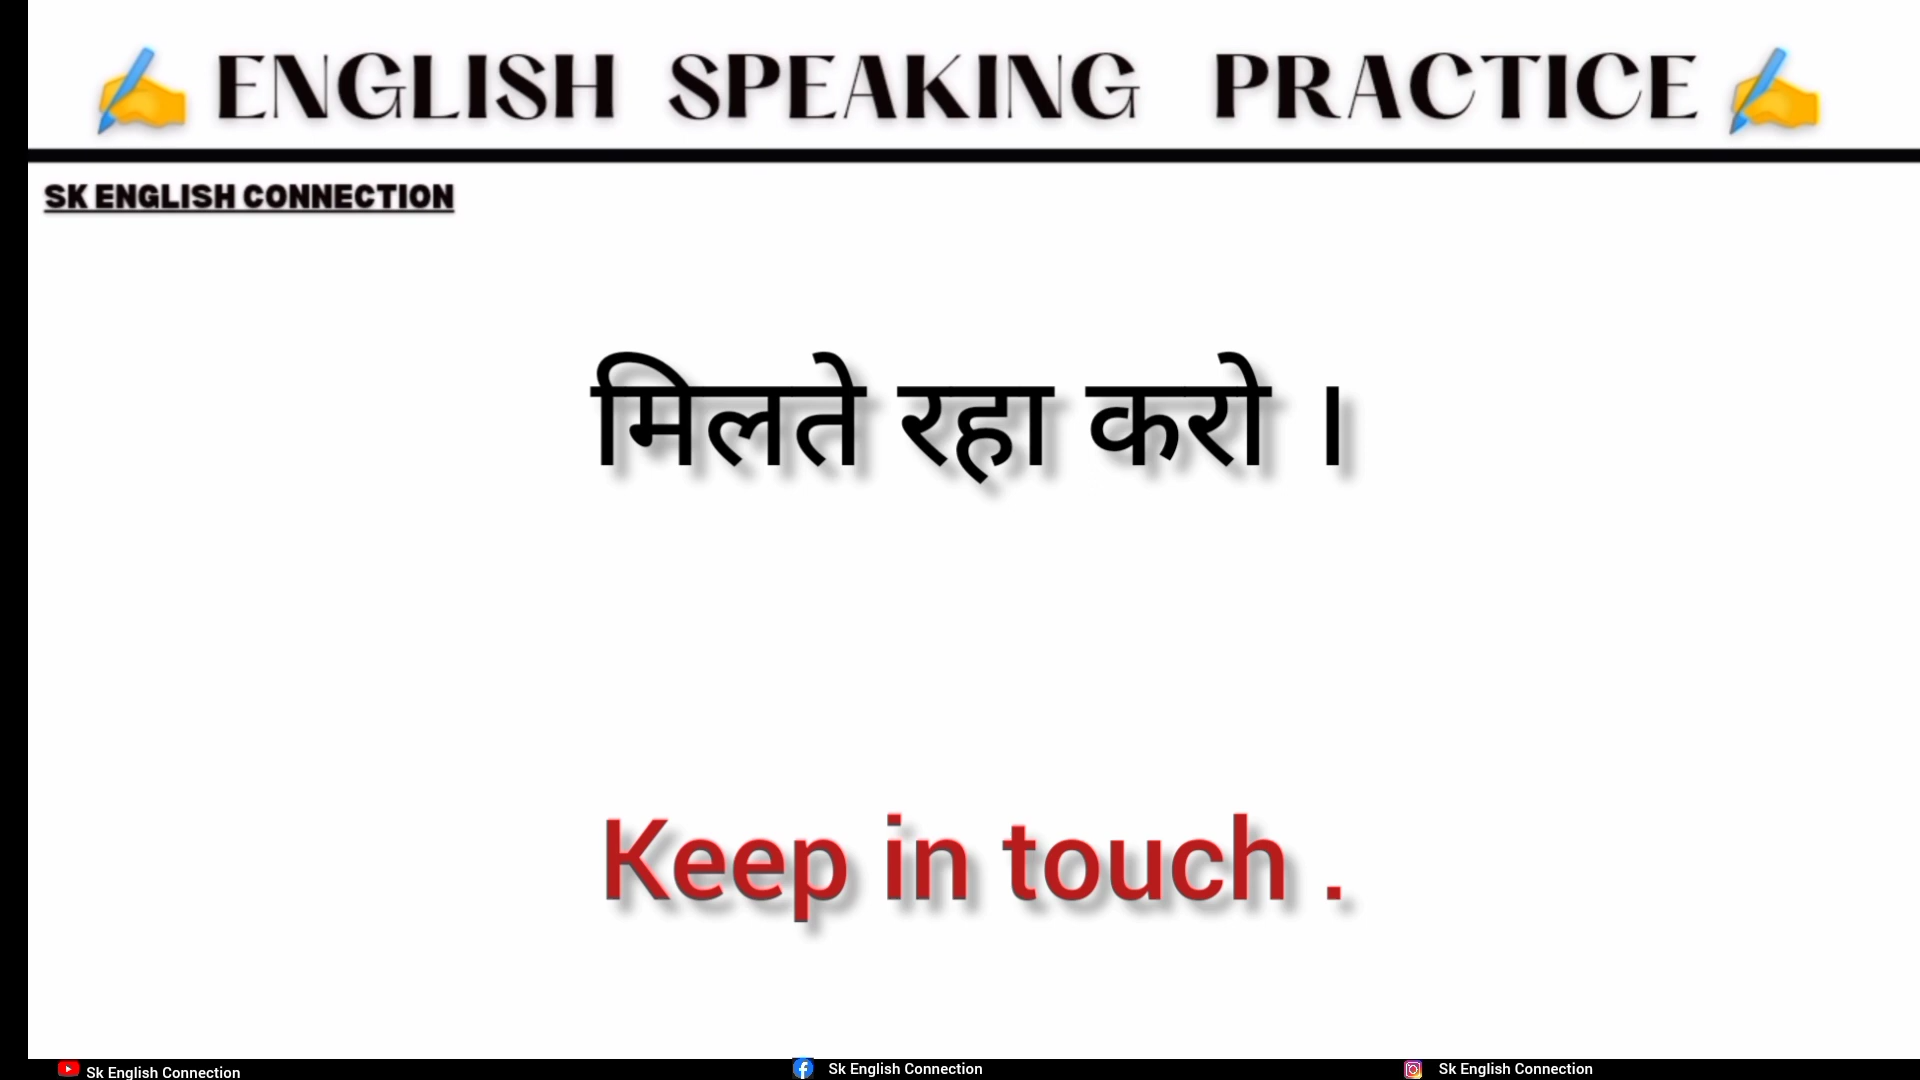 ENGLISH SPEAKING PRACTICE
SK ENGLISH CONNECTION
मिलते रहा करो ।
Keep in touch .
Sk English Connection Sk English Connection Sk English Connection